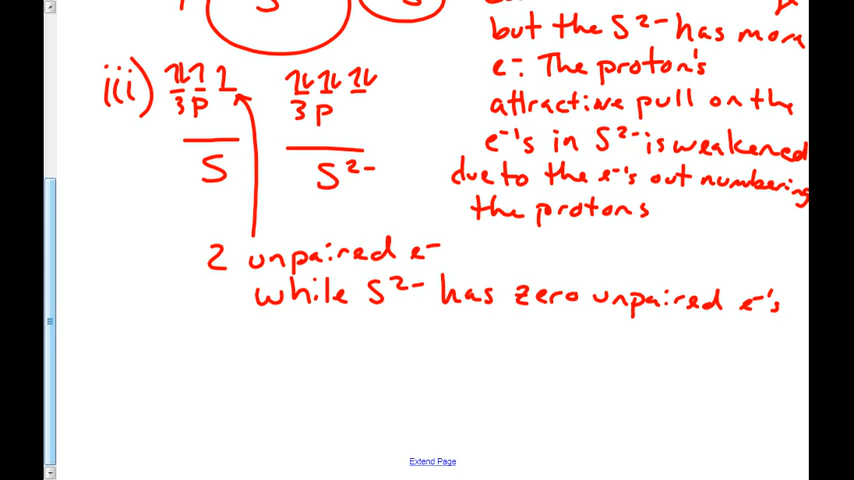 but the S²⁻ has more
e⁻. The proton's
attractive pull on the
e⁻'s in S²⁻ is weakened
due to the e⁻'s out numbering
the protons
iii) 3p 3p
S S²⁻
2 unpaired e⁻
while S²⁻ has zero unpaired e⁻'s
Extend Page